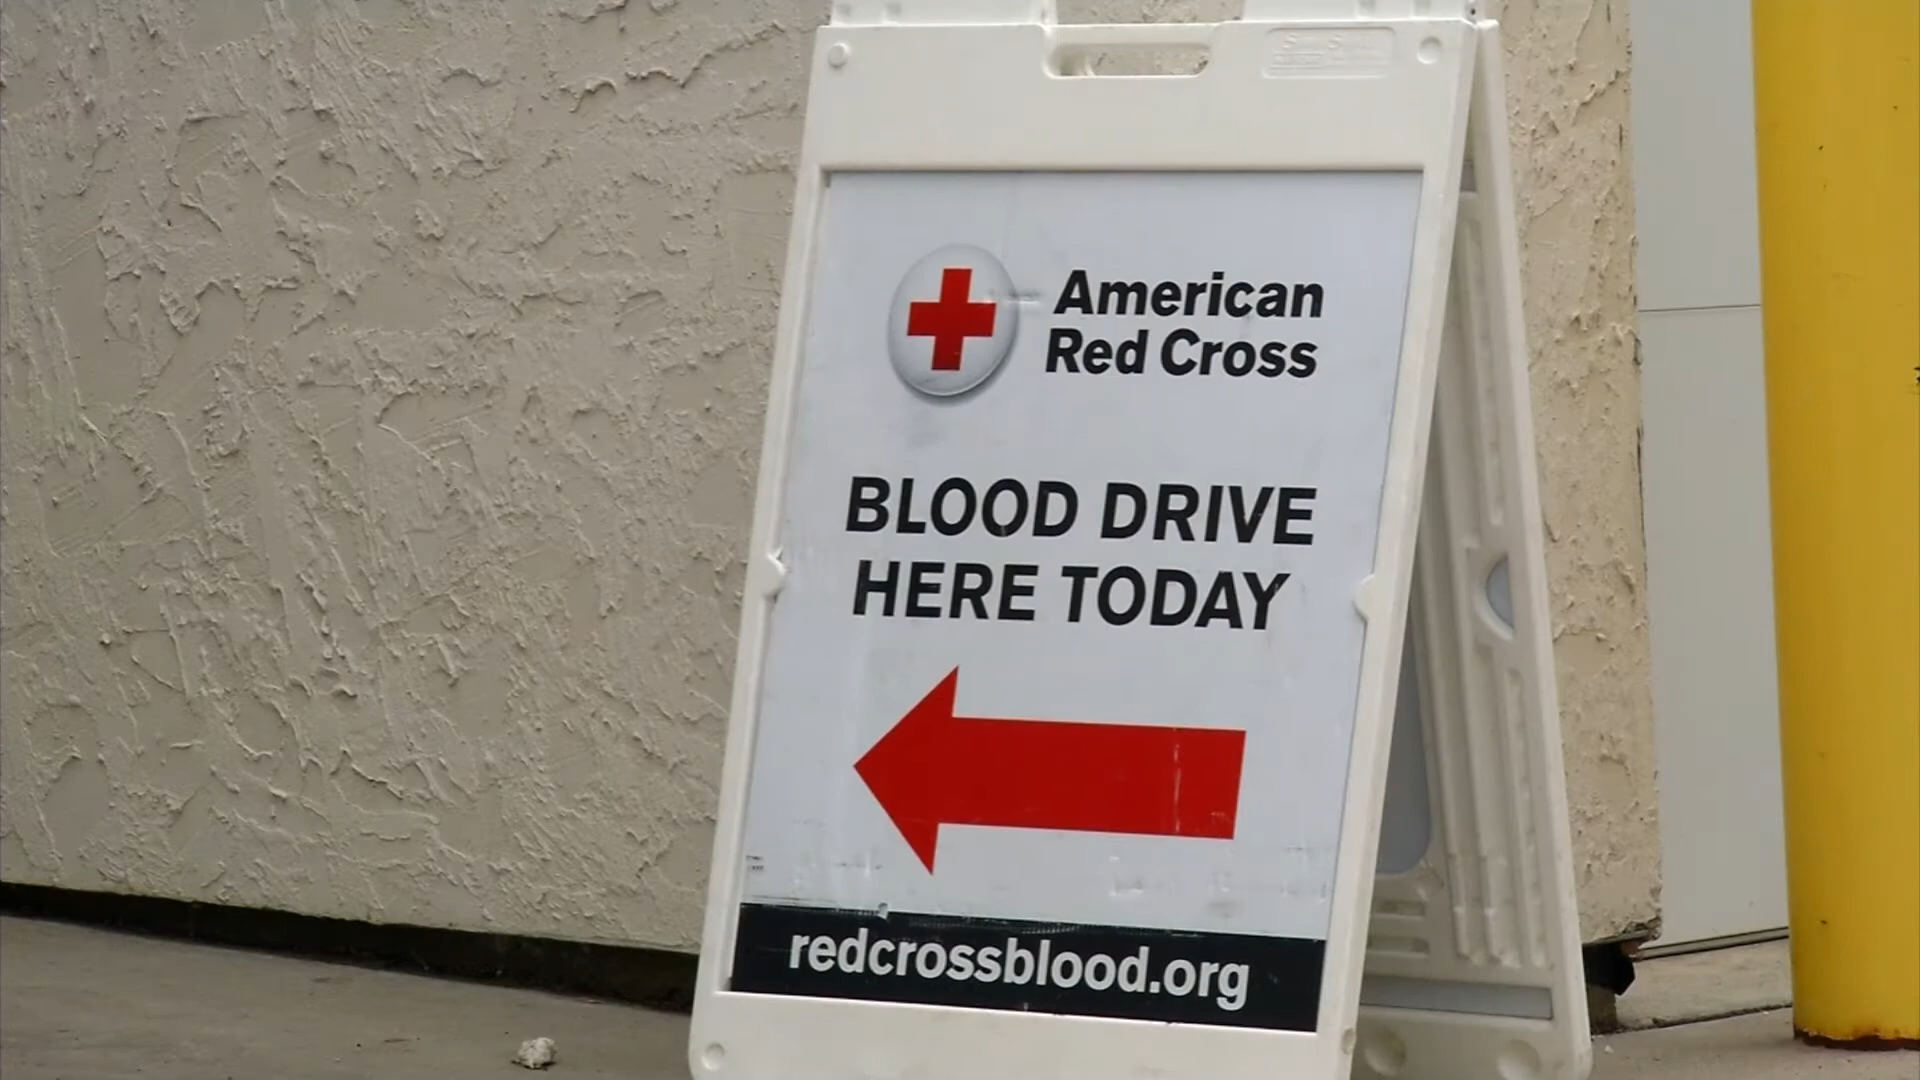 American
Red Cross
BLOOD DRIVE
HERE TODAY
redcrossblood.org